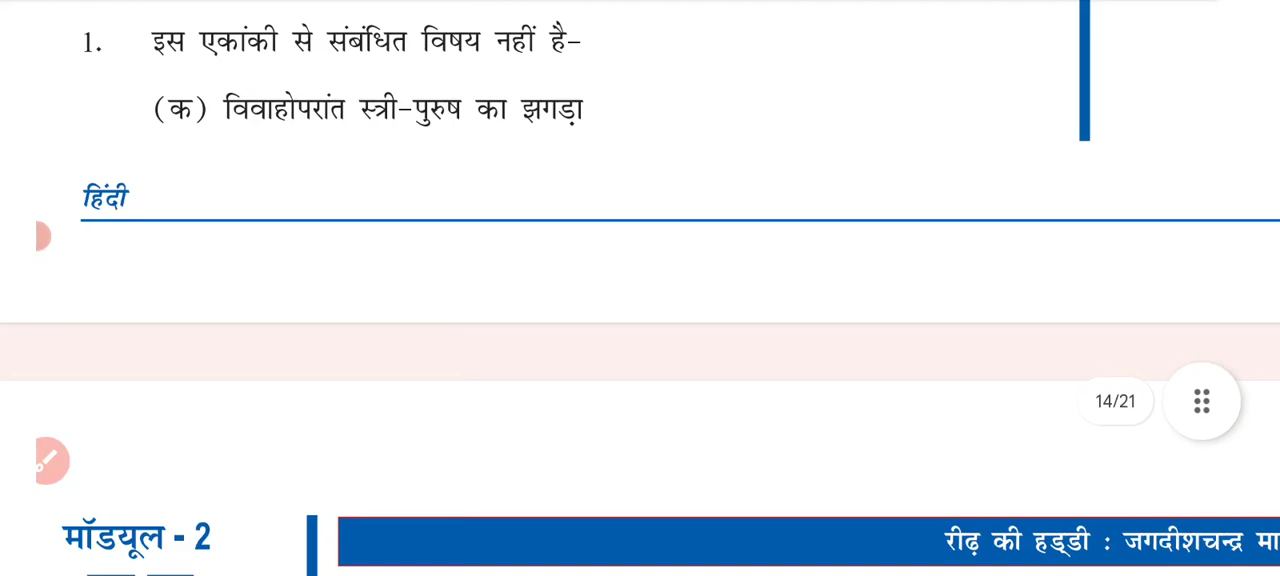 1. इस एकांकी से संबंधित विषय नहीं है-
(क) विवाहोपरांत स्त्री-पुरुष का झगड़ा
हिंदी
14/21
मॉडयूल - 2
रीढ़ की हड्डी : जगदीशचन्द्र मा